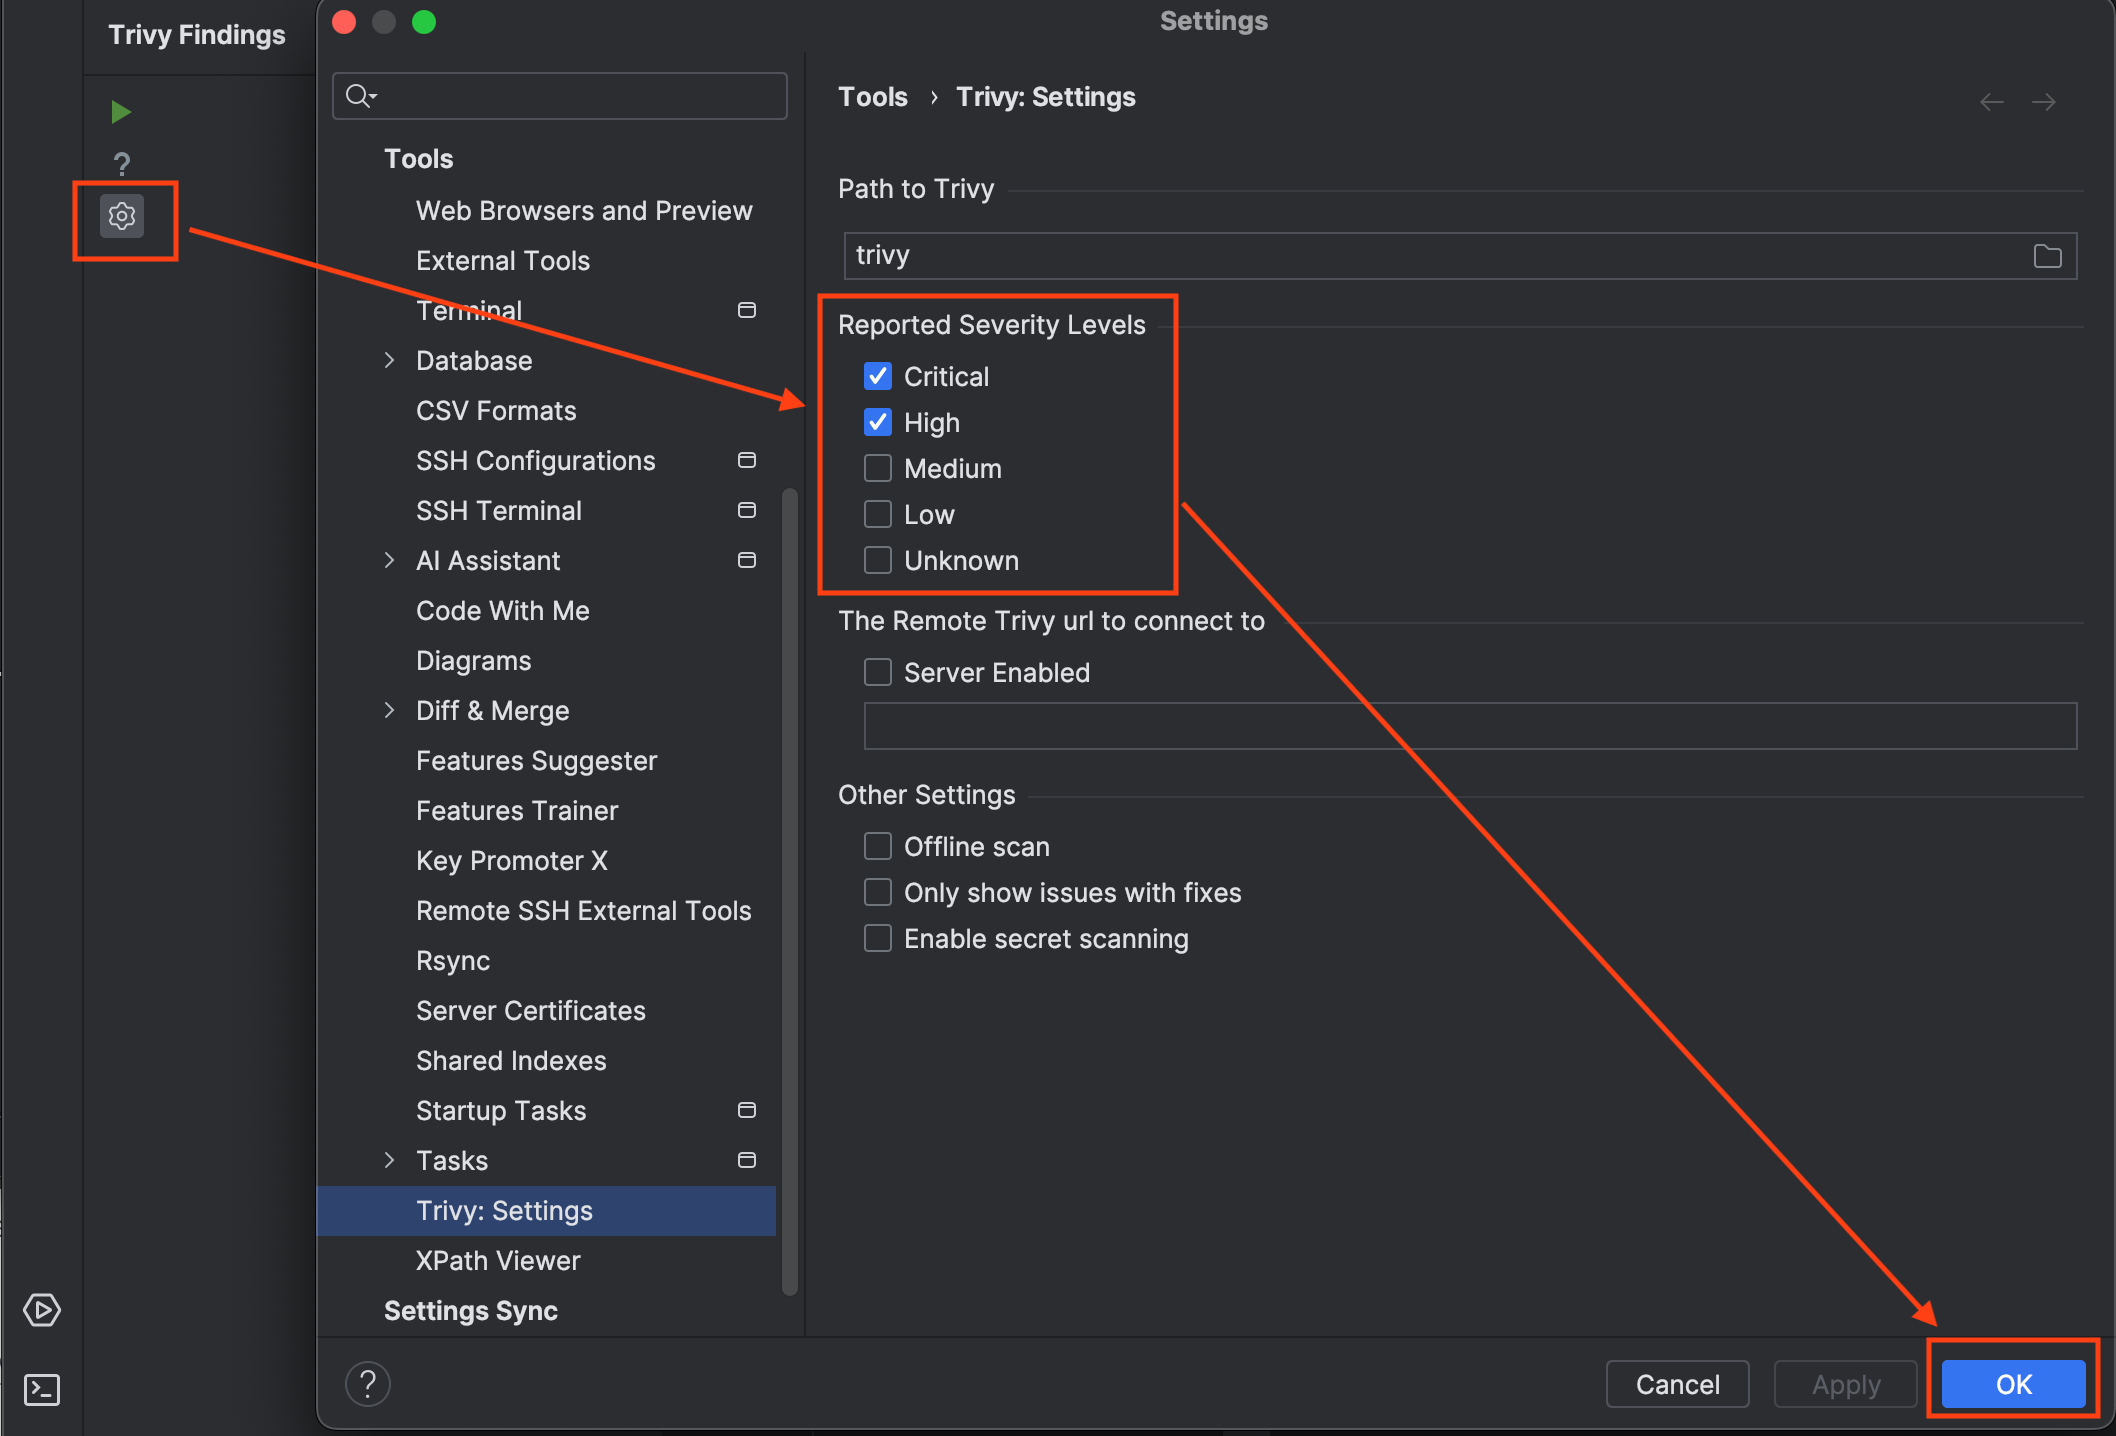 Trivy Findings
?
Settings
Tools
Web Browsers and Preview
External Tools
Terminal
Database
CSV Formats
SSH Configurations
SSH Terminal
AI Assistant
Code With Me
Diagrams
Diff & Merge
Features Suggester
Features Trainer
Key Promoter X
Remote SSH External Tools
Rsync
Server Certificates
Shared Indexes
Startup Tasks
Tasks
Trivy: Settings
XPath Viewer
Settings Sync
Tools › Trivy: Settings
Path to Trivy
trivy
Reported Severity Levels
Critical
High
Medium
Low
Unknown
The Remote Trivy url to connect to
Server Enabled
Other Settings
Offline scan
Only show issues with fixes
Enable secret scanning
?
Cancel
Apply
OK